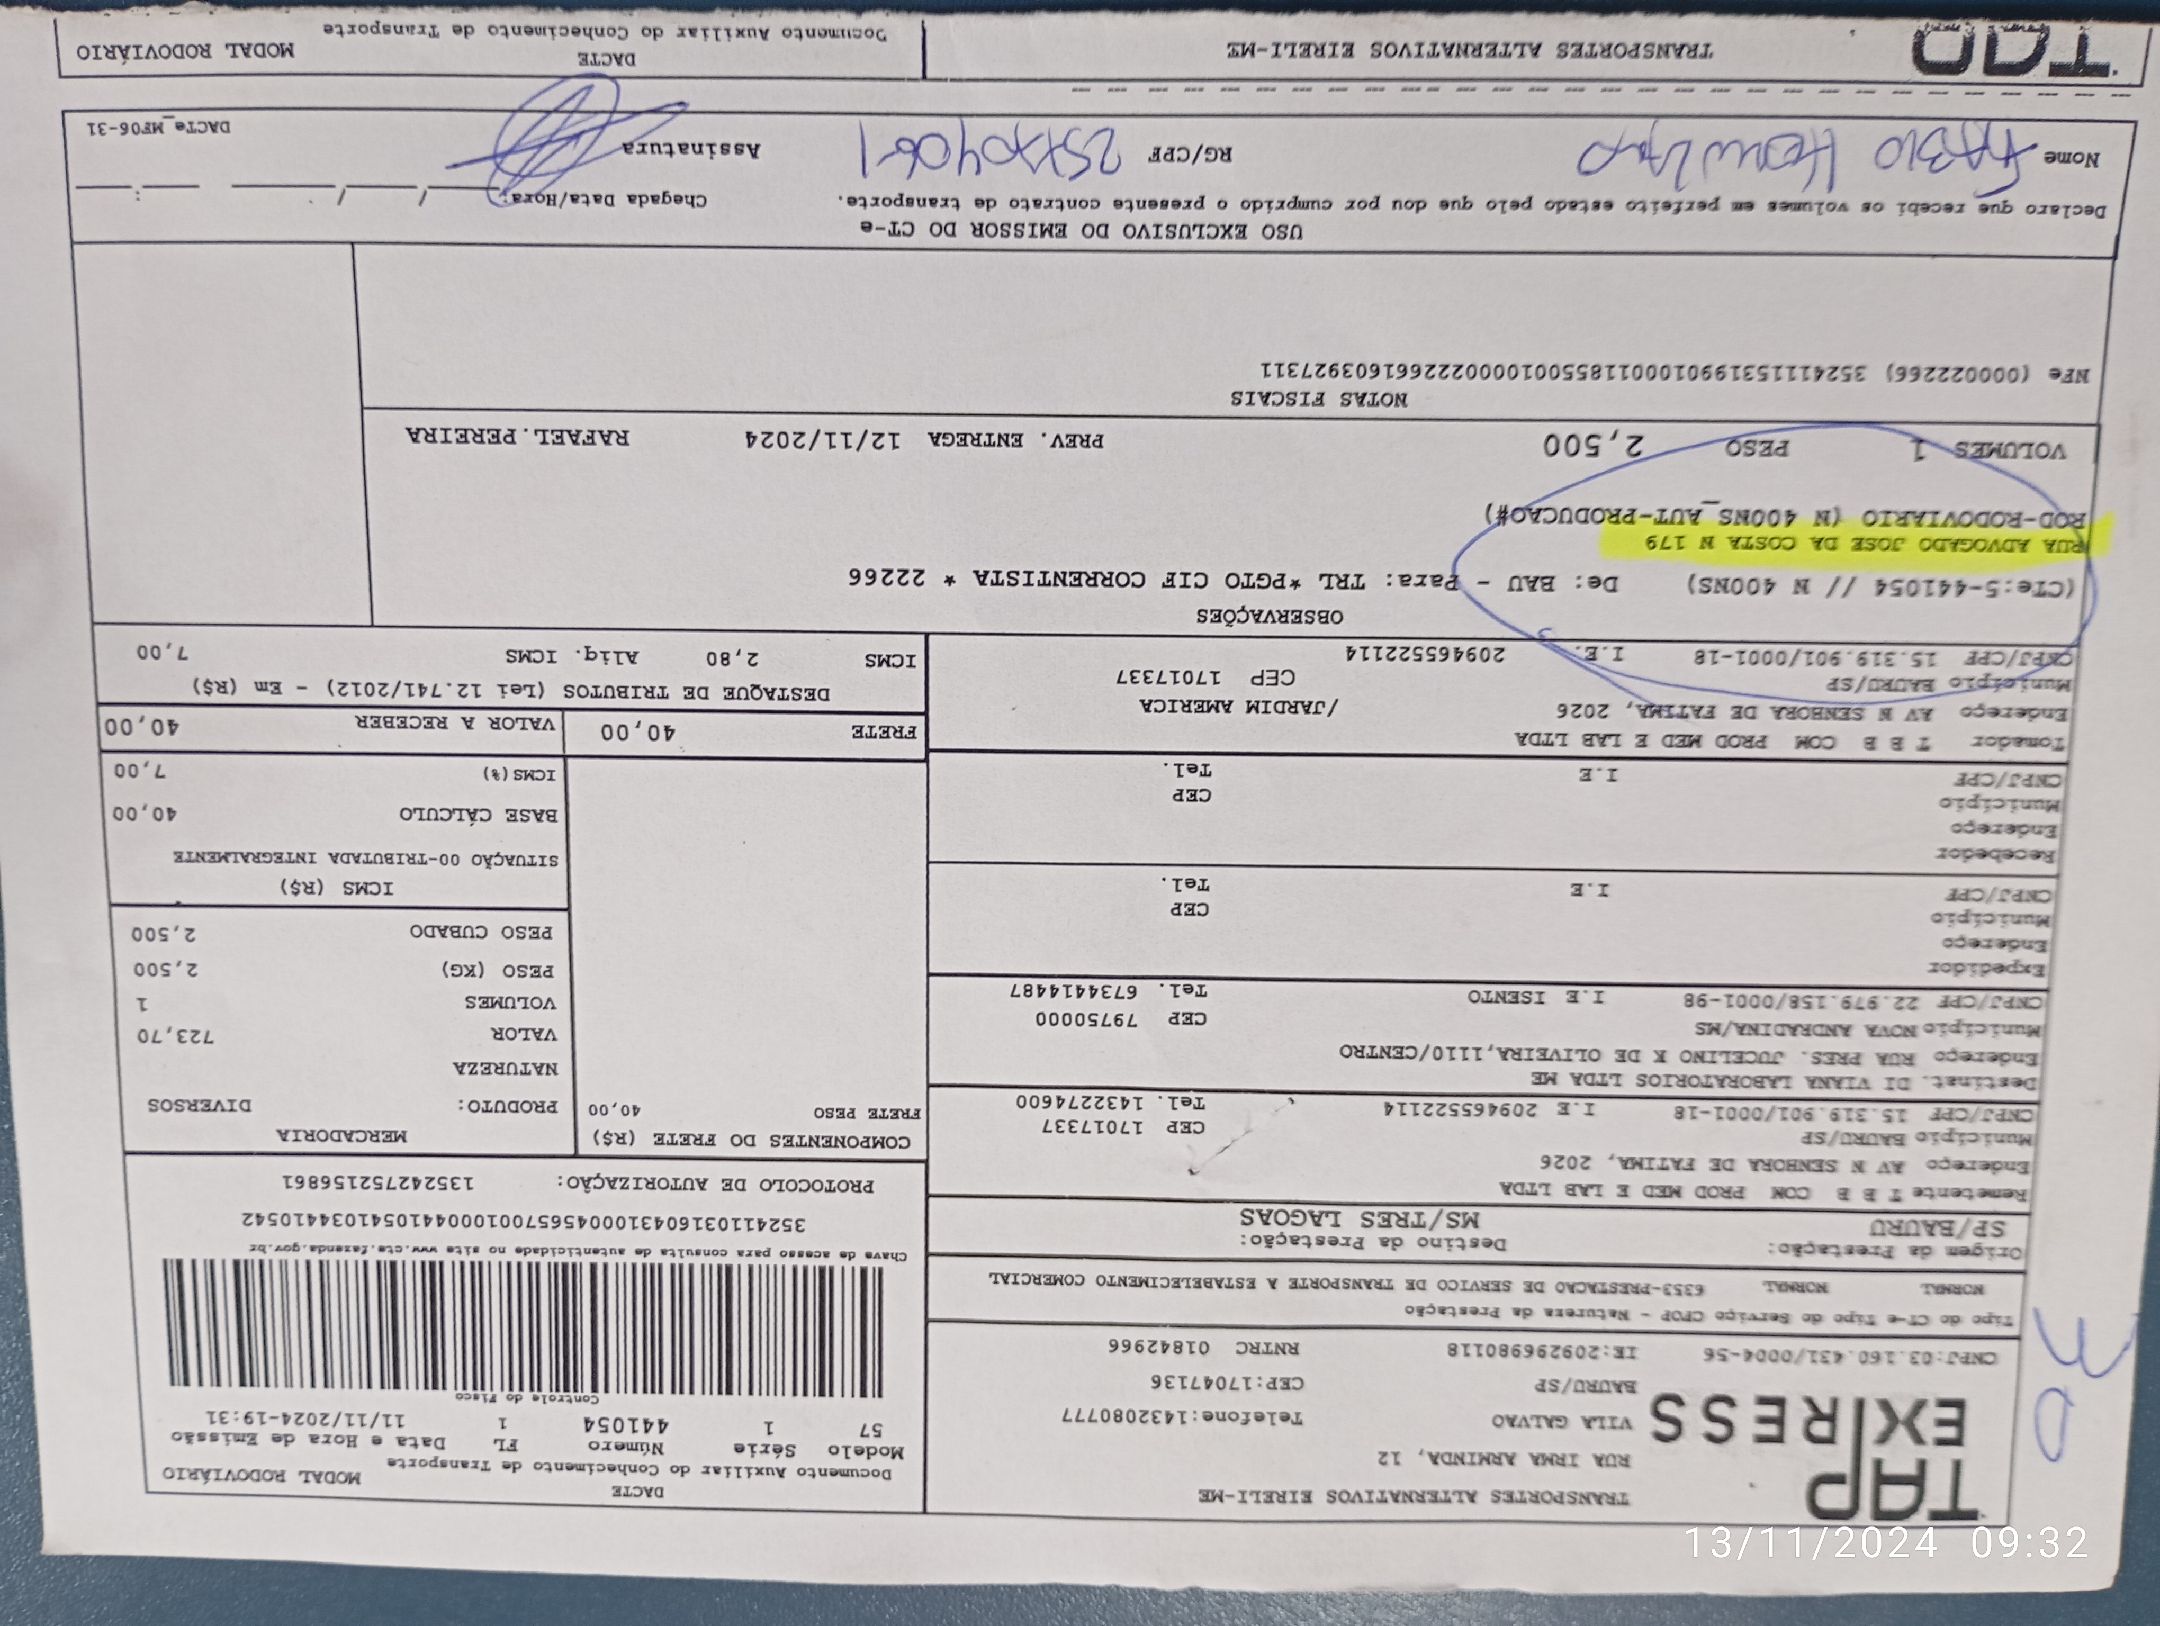 TAP
EXPRESS
TRANSPORTES ALTERNATIVOS EIRELI-ME
RUA IRMA ARMINDA, 12
VILA GALVAO Telefone:1432080777
BAURU/SP CEP:17047136
CNPJ:03.160.431/0004-56 IE:209296980118 RNTRC 01842966
DACTE
Documento Auxiliar do Conhecimento de Transporte
MODAL RODOVIÁRIO
Modelo Série Número FL Data e Hora de Emissão
57 1 441054 1 11/11/2024-19:31
Controle do Fisco
Chave de acesso para consulta de autenticidade no site www.cte.fazenda.gov.br
35241103160431000456570010004410541034410542
PROTOCOLO DE AUTORIZAÇÃO: 135242752156861
Tipo do CT-e Tipo do Serviço CFOP - Natureza da Prestação
NORMAL NORMAL 6353-PRESTACAO DE SERVICO DE TRANSPORTE A ESTABELECIMENTO COMERCIAL
Origem da Prestação: Destino da Prestação:
SP/BAURU MS/TRES LAGOAS
Remetente T B B COM PROD MED E LAB LTDA
Endereço AV N SENHORA DE FATIMA, 2026
Município BAURU/SP CEP 17017337
CNPJ/CPF 15.319.901/0001-18 I.E 209465522114 Tel. 1432274600
Destinat. DI VIANA LABORATORIOS LTDA ME
Endereço RUA PRES. JUCELINO K DE OLIVEIRA,1110/CENTRO
Município NOVA ANDRADINA/MS CEP 79750000
CNPJ/CPF 22.979.158/0001-98 I.E ISENTO Tel. 6734414487
Expedidor
Endereço
Município CEP
CNPJ/CPF I.E Tel.
Recebedor
Endereço
Município CEP
CNPJ/CPF I.E Tel.
Tomador T B B COM PROD MED E LAB LTDA
Endereço AV N SENHORA DE FATIMA, 2026 /JARDIM AMERICA
Município BAURU/SP CEP 17017337
CNPJ/CPF 15.319.901/0001-18 I.E. 209465522114
COMPONENTES DO FRETE (R$)
FRETE PESO 40,00
MERCADORIA
PRODUTO: DIVERSOS
NATUREZA
VALOR 723,70
VOLUMES 1
PESO (KG) 2,500
PESO CUBADO 2,500
ICMS (R$)
SITUAÇÃO 00-TRIBUTADA INTEGRALMENTE
BASE CÁLCULO 40,00
ICMS(%) 7,00
FRETE 40,00 VALOR A RECEBER 40,00
DESTAQUE DE TRIBUTOS (Lei 12.741/2012) - Em (R$)
ICMS 2,80 Aliq. ICMS 7,00
OBSERVAÇÕES
(CTe:5-441054 // N 400NS) De: BAU - Para: TRL *PGTO CIF CORRENTISTA * 22266
RUA ADVOGADO JOSE DA COSTA N 179
ROD-RODOVIARIO (N 400NS_AUT-PRODUCAO#)
VOLUMES 1 PESO 2,500 PREV. ENTREGA 12/11/2024 RAFAEL.PEREIRA
NOTAS FISCAIS
NFe (000022266) 35241115319901000118550010000222661603927311
USO EXCLUSIVO DO EMISSOR DO CT-e
Declaro que recebi os volumes em perfeito estado pelo que dou por cumprido o presente contrato de transporte.
Chegada Data/Hora: / / :
Nome FABIO RG/CPF Assinatura
DACTe_MF06-31
TRANSPORTES ALTERNATIVOS EIRELI-ME
DACTE
Documento Auxiliar do Conhecimento de Transporte
MODAL RODOVIÁRIO
13/11/2024 09:32